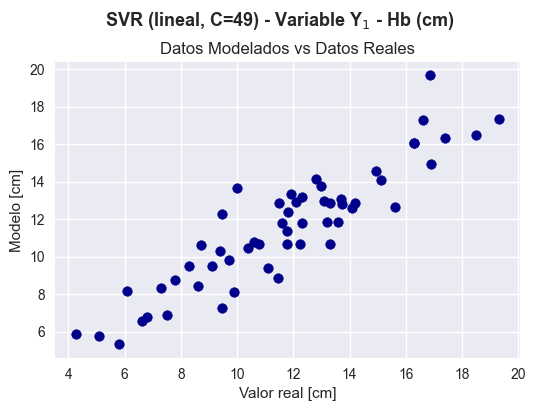 SVR (lineal, C=49) - Variable Y₁ - Hb (cm)
Datos Modelados vs Datos Reales
20
18
16
14
12
10
8
6
Modelo [cm]
4 6 8 10 12 14 16 18 20
Valor real [cm]